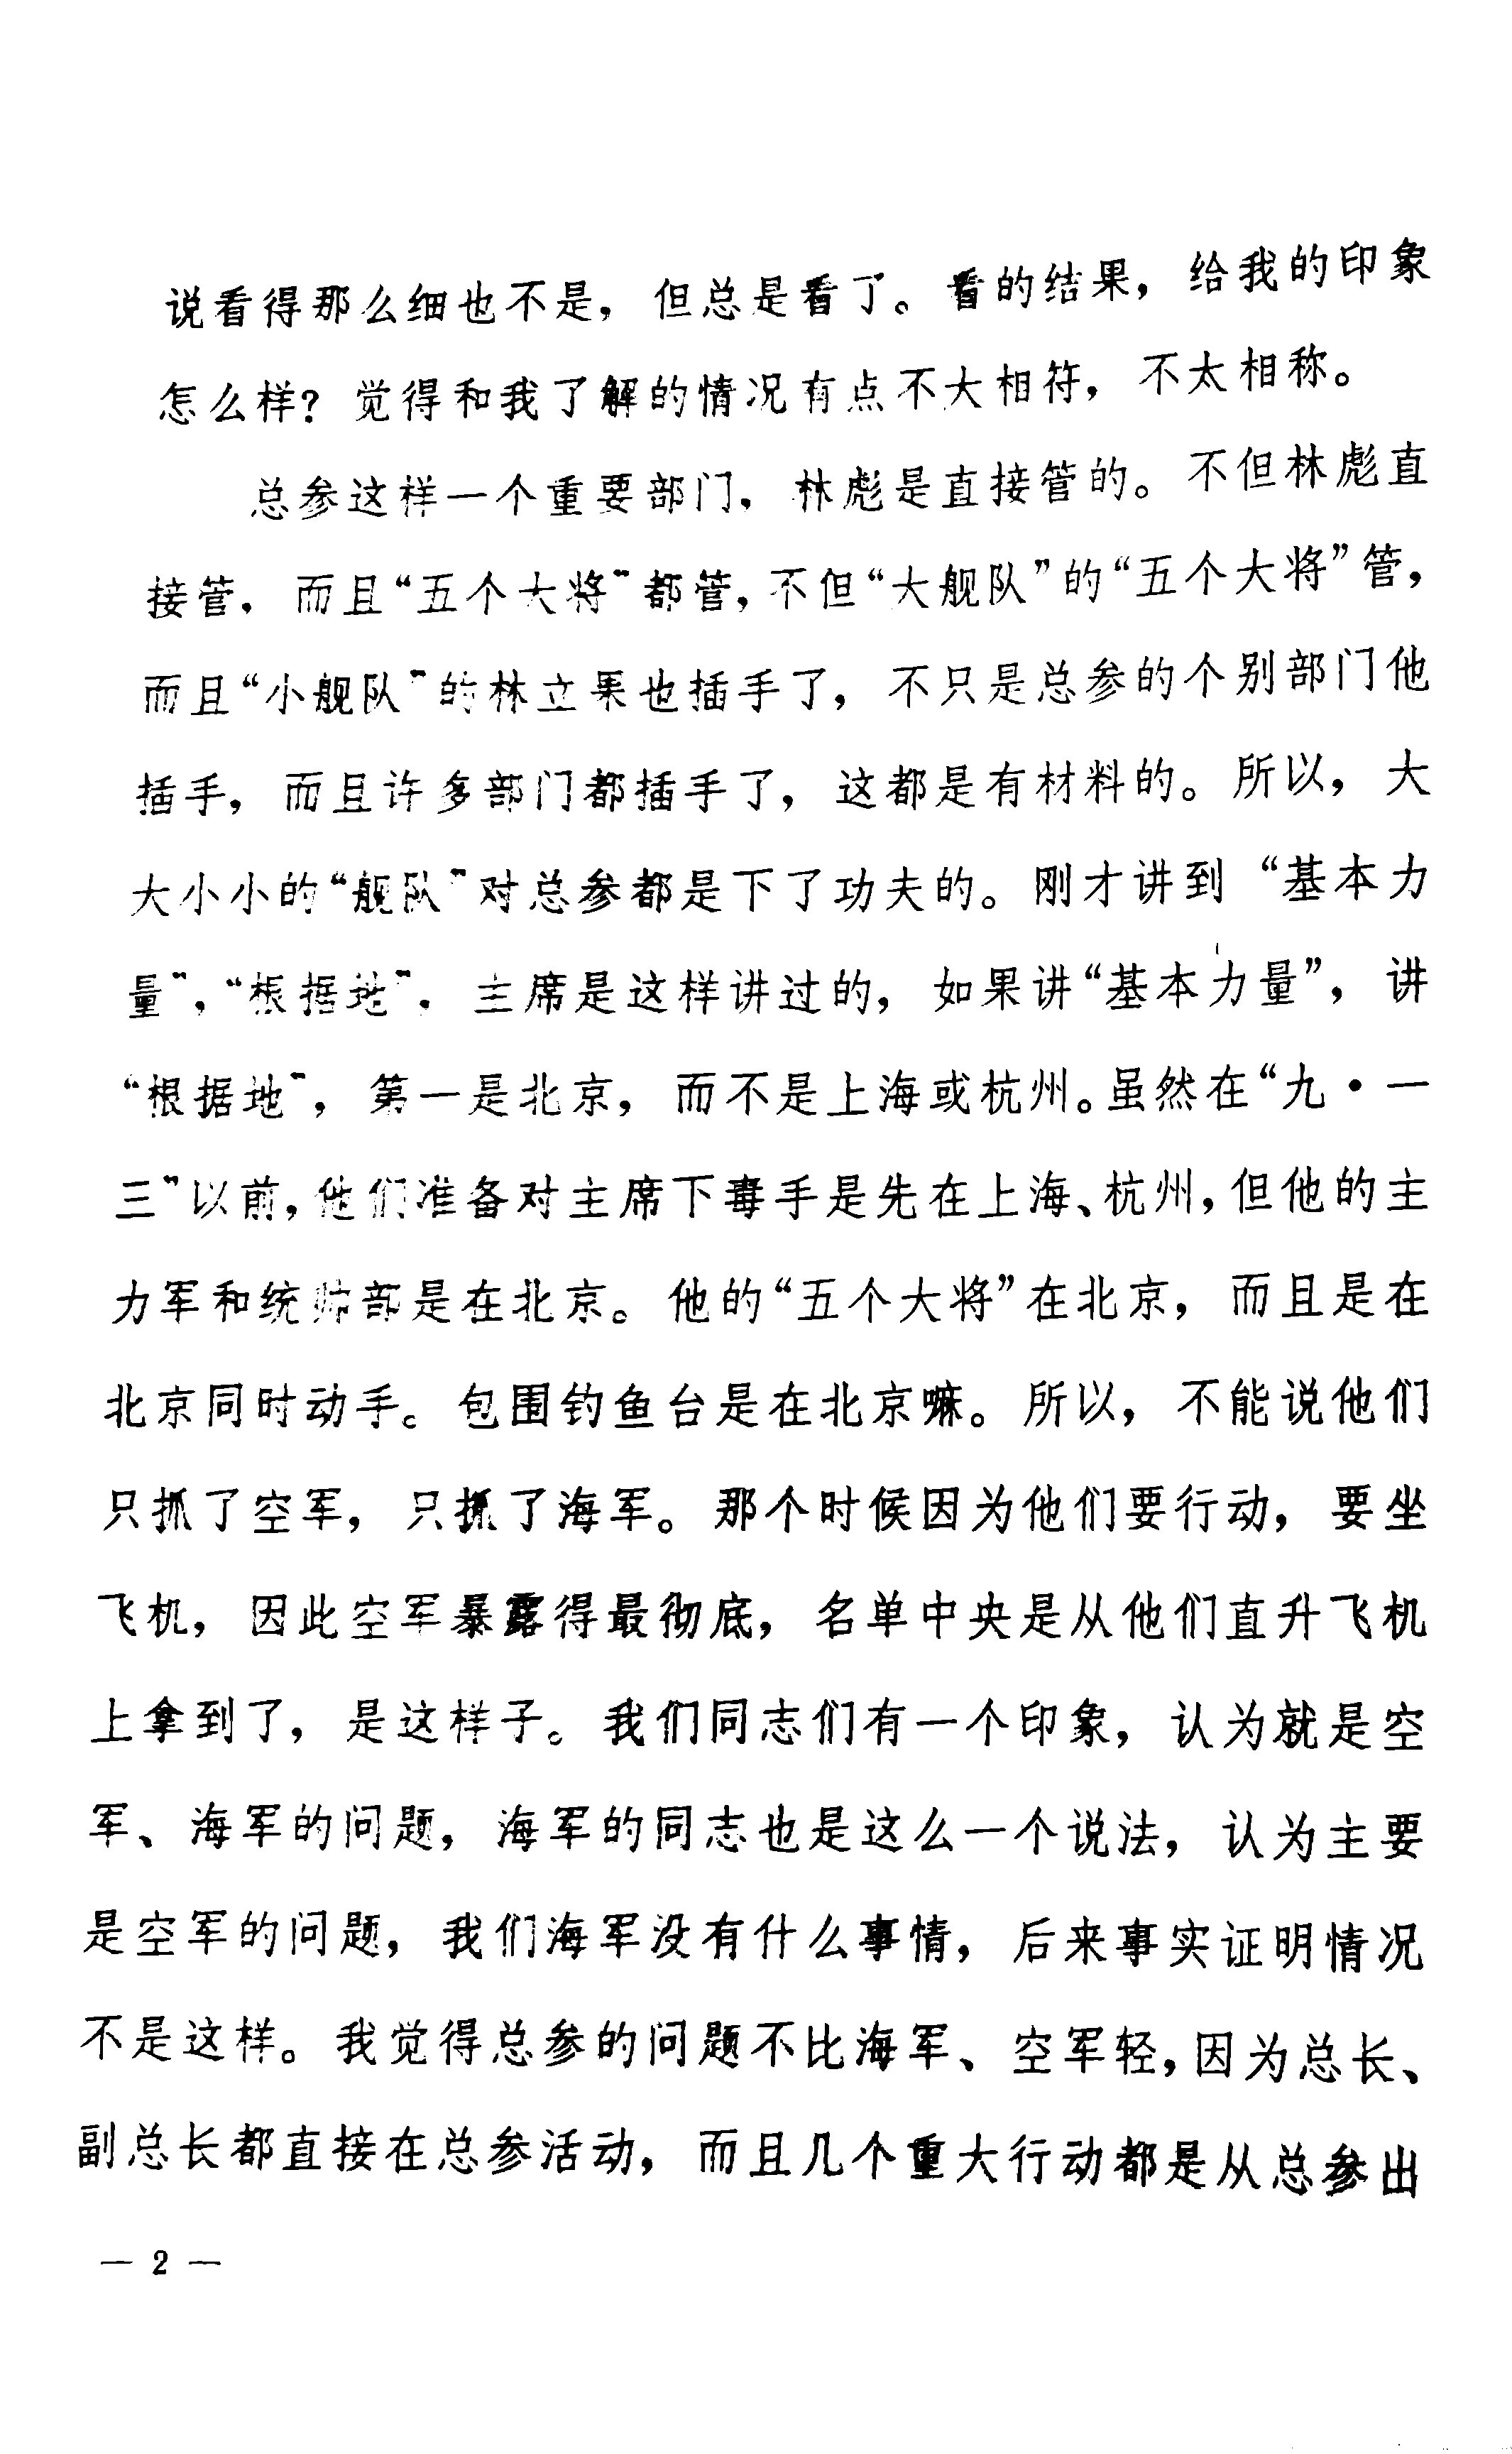 说看得那么细也不是，但总是看了。看的结果，给我的印象
怎么样？觉得和我了解的情况有点不大相符，不太相称。
总参这样一个重要部门，林彪是直接管的。不但林彪直
接管，而且“五个大将”都管，不但“大舰队”的“五个大将”管，
而且“小舰队”的林立果也插手了，不只是总参的个别部门他
插手，而且许多部门都插手了，这都是有材料的。所以，大
大小小的“舰队”对总参都是下了功夫的。刚才讲到“基本力
量”，“根据地”，主席是这样讲过的，如果讲“基本力量”，讲
“根据地”，第一是北京，而不是上海或杭州。虽然在“九·一
三”以前，他们准备对主席下毒手是先在上海、杭州，但他的主
力军和统帅部是在北京。他的“五个大将”在北京，而且是在
北京同时动手。包围钓鱼台是在北京嘛。所以，不能说他们
只抓了空军，只抓了海军。那个时候因为他们要行动，要坐
飞机，因此空军暴露得最彻底，名单中央是从他们直升飞机
上拿到了，是这样子。我们同志们有一个印象，认为就是空
军、海军的问题，海军的同志也是这么一个说法，认为主要
是空军的问题，我们海军没有什么事情，后来事实证明情况
不是这样。我觉得总参的问题不比海军、空军轻，因为总长、
副总长都直接在总参活动，而且几个重大行动都是从总参出
— 2 —